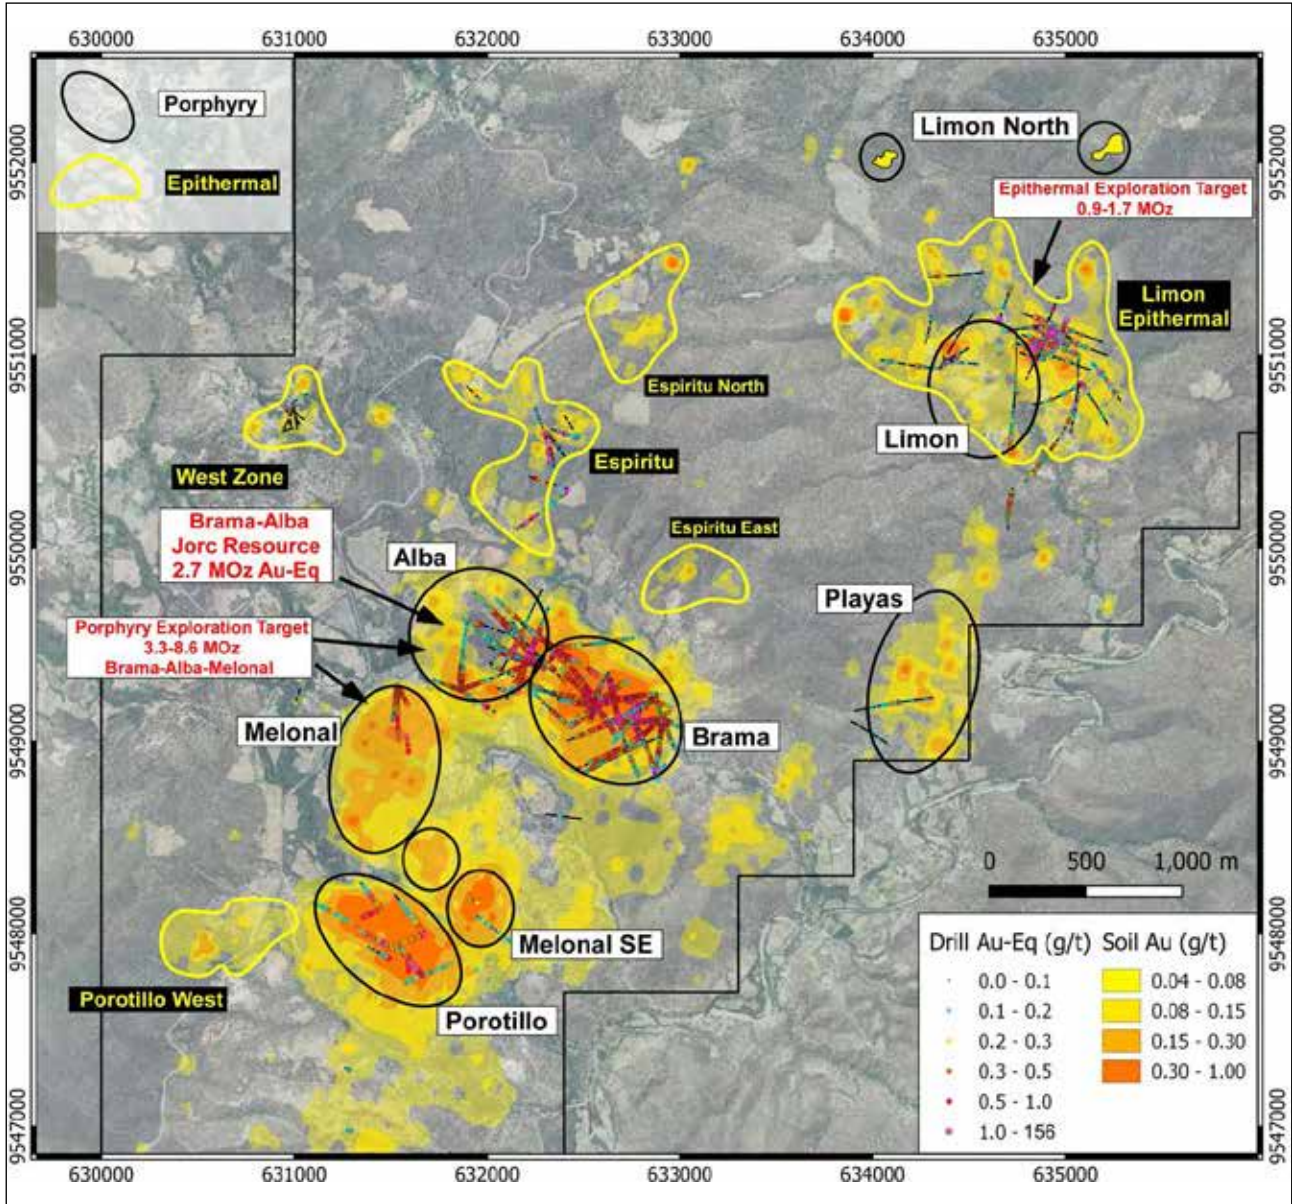 630000 631000 632000 633000 634000 635000
Porphyry
Epithermal
Limon North
Epithermal Exploration Target
0.9-1.7 MOz
Limon
Epithermal
Espiritu North
Limon
West Zone
Espiritu
Brama-Alba
Jorc Resource
2.7 MOz Au-Eq
Espiritu East
Alba
Playas
Porphyry Exploration Target
3.3-8.6 MOz
Brama-Alba-Melonal
Melonal
Brama
0 500 1,000 m
Melonal SE
Porotillo West
Porotillo
Drill Au-Eq (g/t) Soil Au (g/t)
0.0 - 0.1 0.04 - 0.08
0.1 - 0.2 0.08 - 0.15
0.2 - 0.3 0.15 - 0.30
0.3 - 0.5 0.30 - 1.00
0.5 - 1.0
1.0 - 156
9552000
9551000
9550000
9549000
9548000
9547000
9552000
9551000
9550000
9549000
9548000
9547000
630000 631000 632000 633000 634000 635000